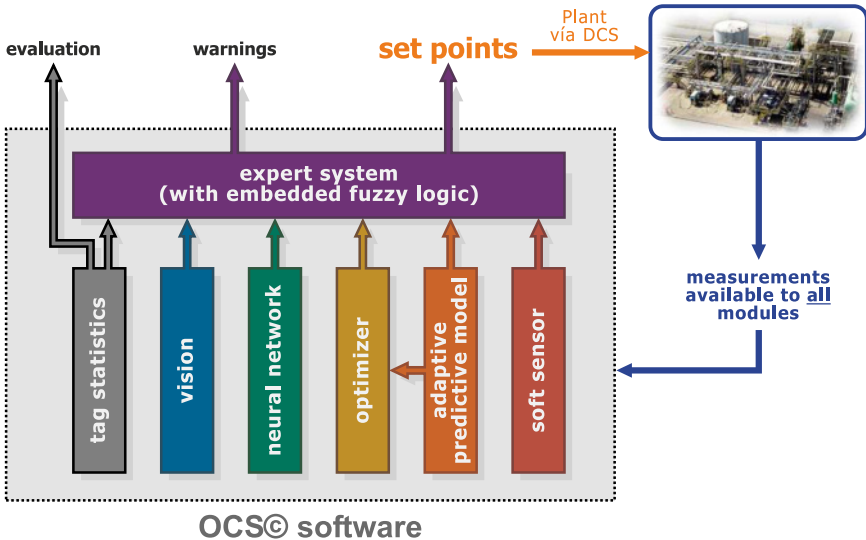 evaluation
warnings
set points
Plant
vía DCS
expert system
(with embedded fuzzy logic)
tag statistics
vision
neural network
optimizer
adaptive
predictive model
soft sensor
measurements
available to all
modules
OCS© software